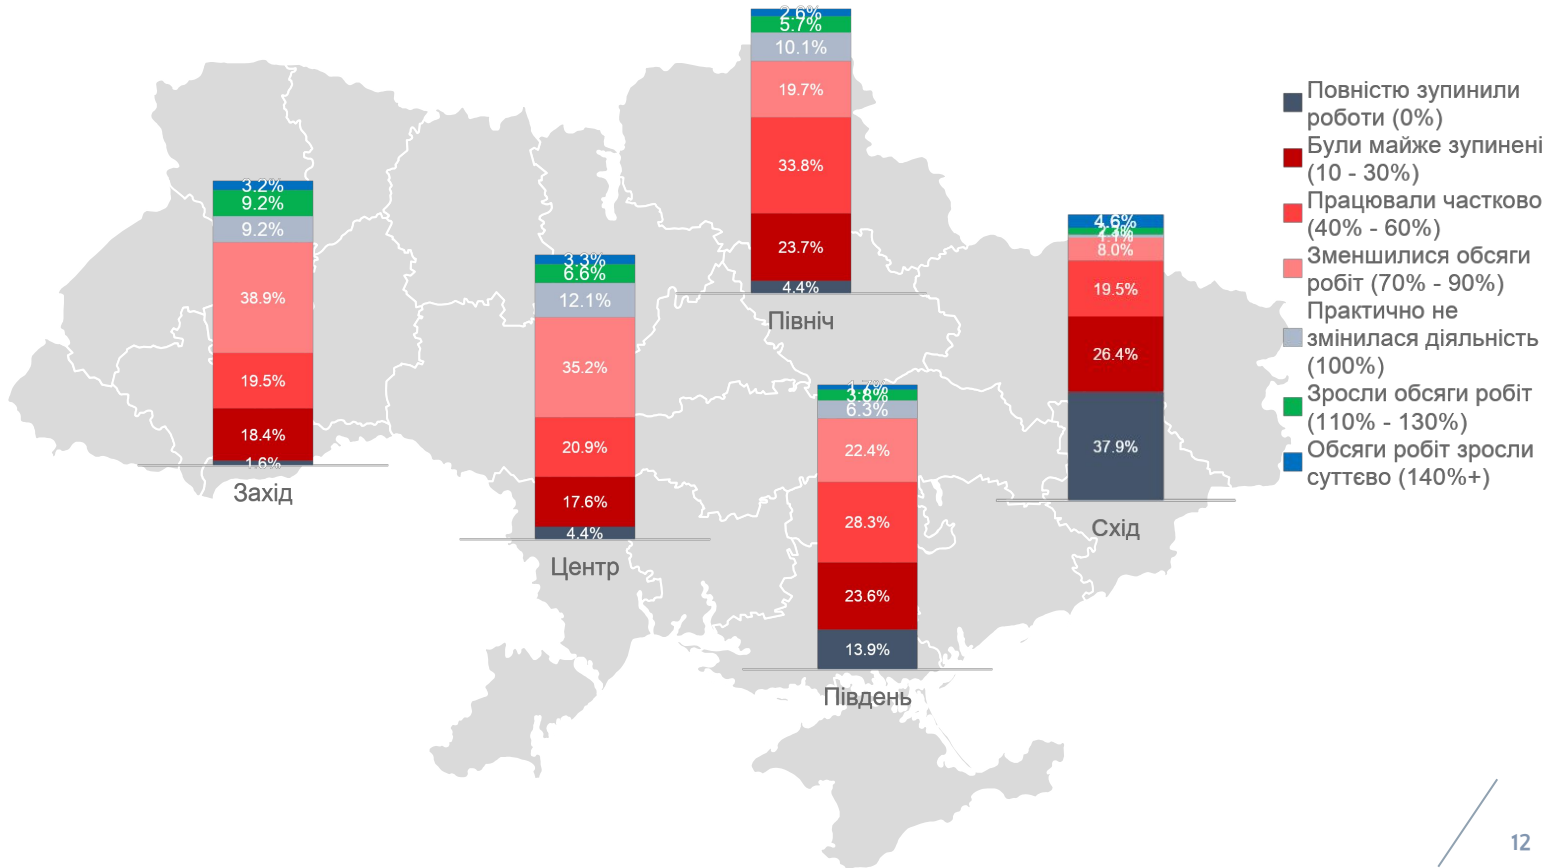 2.6%
5.7%
10.1%
19.7%
33.8%
23.7%
4.4%
Північ
3.2%
9.2%
9.2%
38.9%
19.5%
18.4%
1.6%
Захід
3.3%
6.6%
12.1%
35.2%
20.9%
17.6%
4.4%
Центр
1.7%
3.8%
6.3%
22.4%
28.3%
23.6%
13.9%
Південь
4.6%
1.1%
8.0%
19.5%
26.4%
37.9%
Схід
Повністю зупинили
роботи (0%)
Були майже зупинені
(10 - 30%)
Працювали частково
(40% - 60%)
Зменшилися обсяги
робіт (70% - 90%)
Практично не
змінилася діяльність
(100%)
Зросли обсяги робіт
(110% - 130%)
Обсяги робіт зросли
суттєво (140%+)
12